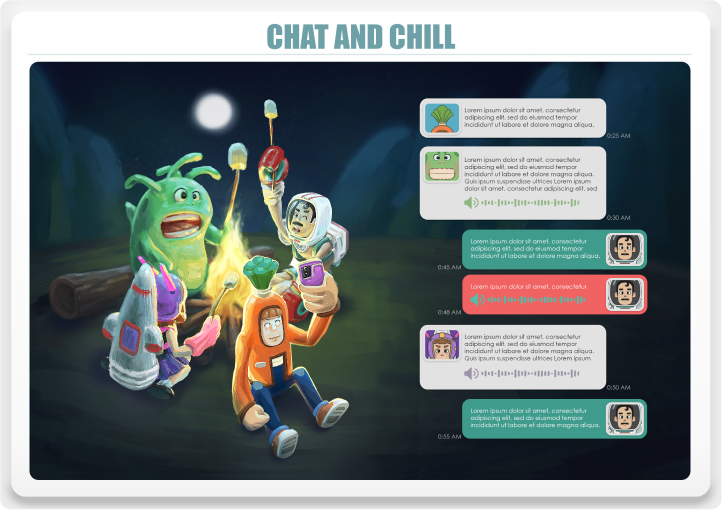 CHAT AND CHILL
Lorem ipsum dolor sit amet, consectetur
adipiscing elit, sed do eiusmod tempor
incididunt ut labore et dolore magna aliqua.
0:25 AM
Lorem ipsum dolor sit amet, consectetur
adipiscing elit, sed do eiusmod tempor
incididunt ut labore et dolore magna aliqua.
Quis ipsum suspendisse ultrices Lorem ipsum
dolor sit amet, consectetur adipiscing elit, sed
0:30 AM
Lorem ipsum dolor sit amet, consectetur
adipiscing elit, sed do eiusmod tempor
incididunt ut labore et dolore magna aliqua.
0:45 AM
Lorem ipsum dolor sit amet, consectetur
0:48 AM
Lorem ipsum dolor sit amet, consectetur
adipiscing elit, sed do eiusmod tempor
incididunt ut labore et dolore magna aliqua.
Quis ipsum suspendisse ultrices Lorem ipsum
0:50 AM
Lorem ipsum dolor sit amet, consectetur
adipiscing elit, sed do eiusmod tempor
incididunt ut labore et dolore magna aliqua.
0:55 AM